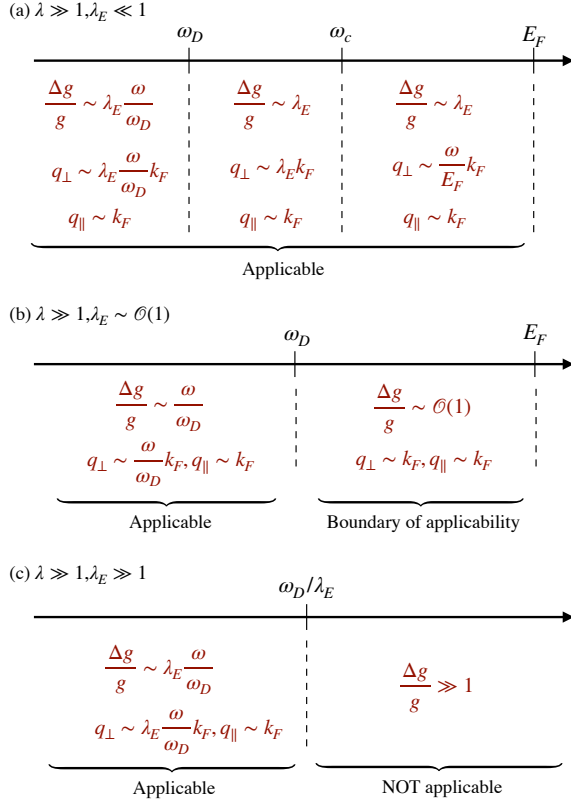 (a) λ ≫ 1, λ_E ≪ 1
ω_D ω_c E_F
Δg/g ∼ λ_E ω/ω_D Δg/g ∼ λ_E Δg/g ∼ λ_E
q_⊥ ∼ λ_E ω/ω_D k_F q_⊥ ∼ λ_E k_F q_⊥ ∼ ω/E_F k_F
q_∥ ∼ k_F q_∥ ∼ k_F q_∥ ∼ k_F
Applicable
(b) λ ≫ 1, λ_E ∼ 𝒪(1)
ω_D E_F
Δg/g ∼ ω/ω_D Δg/g ∼ 𝒪(1)
q_⊥ ∼ ω/ω_D k_F, q_∥ ∼ k_F q_⊥ ∼ k_F, q_∥ ∼ k_F
Applicable Boundary of applicability
(c) λ ≫ 1, λ_E ≫ 1
ω_D/λ_E
Δg/g ∼ λ_E ω/ω_D Δg/g ≫ 1
q_⊥ ∼ λ_E ω/ω_D k_F, q_∥ ∼ k_F
Applicable NOT applicable